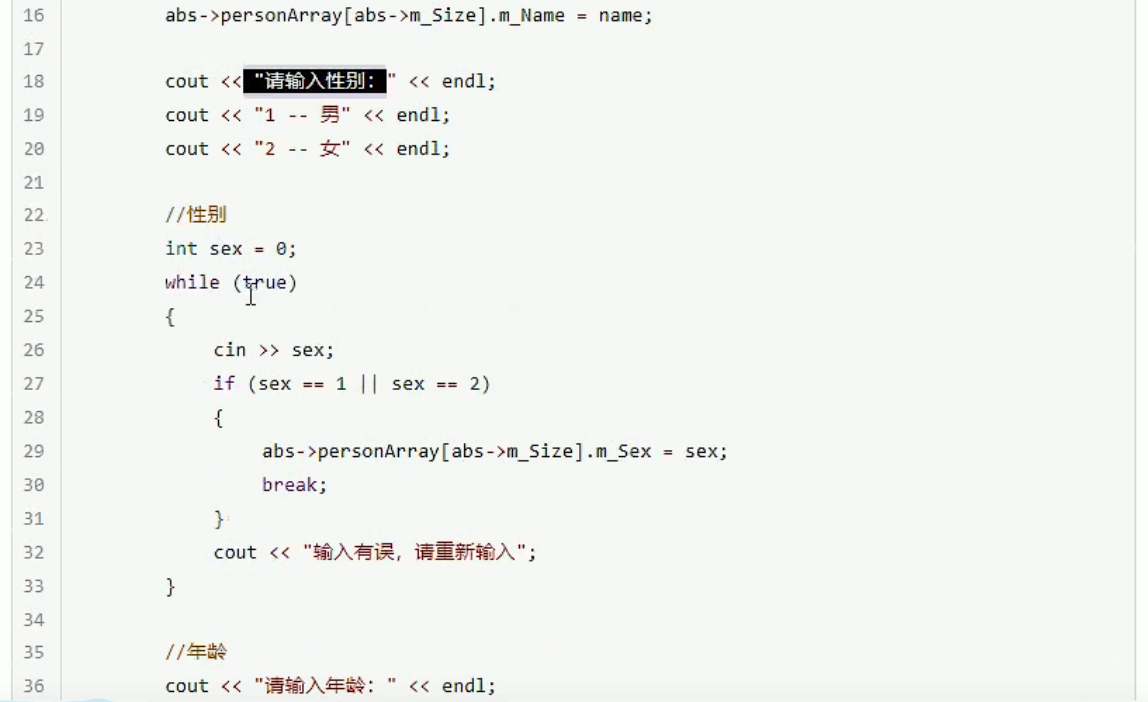 16 abs->personArray[abs->m_Size].m_Name = name;
17
18 cout << "请输入性别：" << endl;
19 cout << "1 -- 男" << endl;
20 cout << "2 -- 女" << endl;
21
22 //性别
23 int sex = 0;
24 while (true)
25 {
26 cin >> sex;
27 if (sex == 1 || sex == 2)
28 {
29 abs->personArray[abs->m_Size].m_Sex = sex;
30 break;
31 }
32 cout << "输入有误，请重新输入";
33 }
34
35 //年龄
36 cout << "请输入年龄：" << endl;